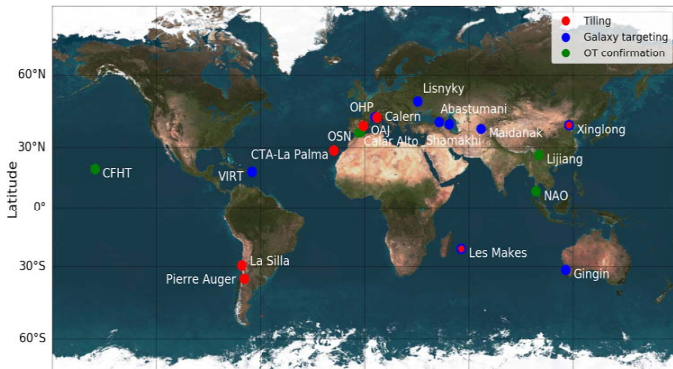 Tiling
Galaxy targeting
OT confirmation
60°N
Lisnyky
OHP
Calern
Abastumani
Xinglong
OSN
OAJ
Calar Alto
Shamakhi
Maidanak
30°N
CTA-La Palma
Lijiang
CFHT
VIRT
NAO
Latitude
0°
Les Makes
La Silla
30°S
Pierre Auger
Gingin
60°S